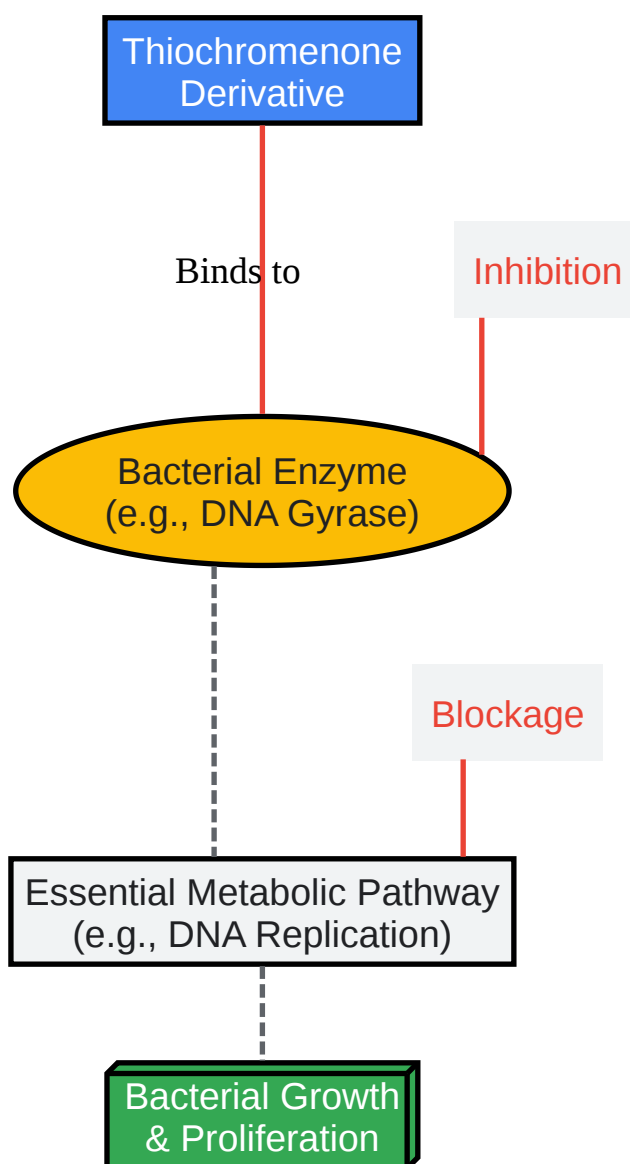 Thiochromenone
Derivative
Binds to
Inhibition
Bacterial Enzyme
(e.g., DNA Gyrase)
Blockage
Essential Metabolic Pathway
(e.g., DNA Replication)
Bacterial Growth
& Proliferation